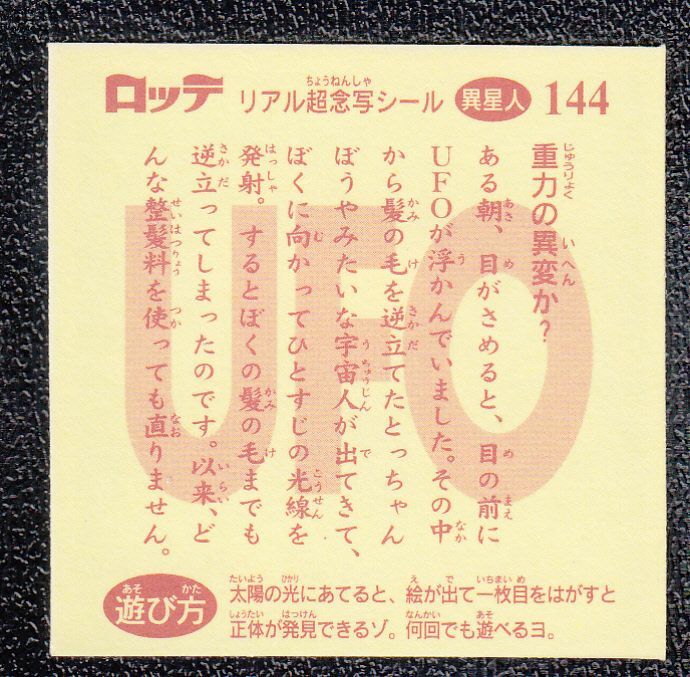 ロッテ リアル超念写シール 異星人 144
重力の異変か?
ある朝、目がさめると、目の前に
UFOが浮かんでいました。その中
から髪の毛を逆立てたとっちゃん
ぼうやみたいな宇宙人が出てきて、
ぼくに向かってひとすじの光線を
発射。するとぼくの髪の毛までも
逆立ってしまったのです。以来、ど
んな整髪料を使っても直りません。
UFO
遊び方
太陽の光にあてると、絵が出て一枚目をはがすと
正体が発見できるゾ。何回でも遊べるヨ。